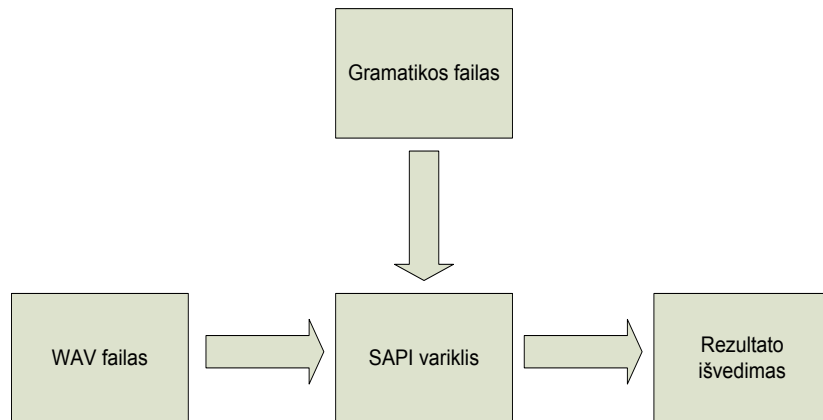 Gramatikos failas
WAV failas
SAPI variklis
Rezultato
išvedimas